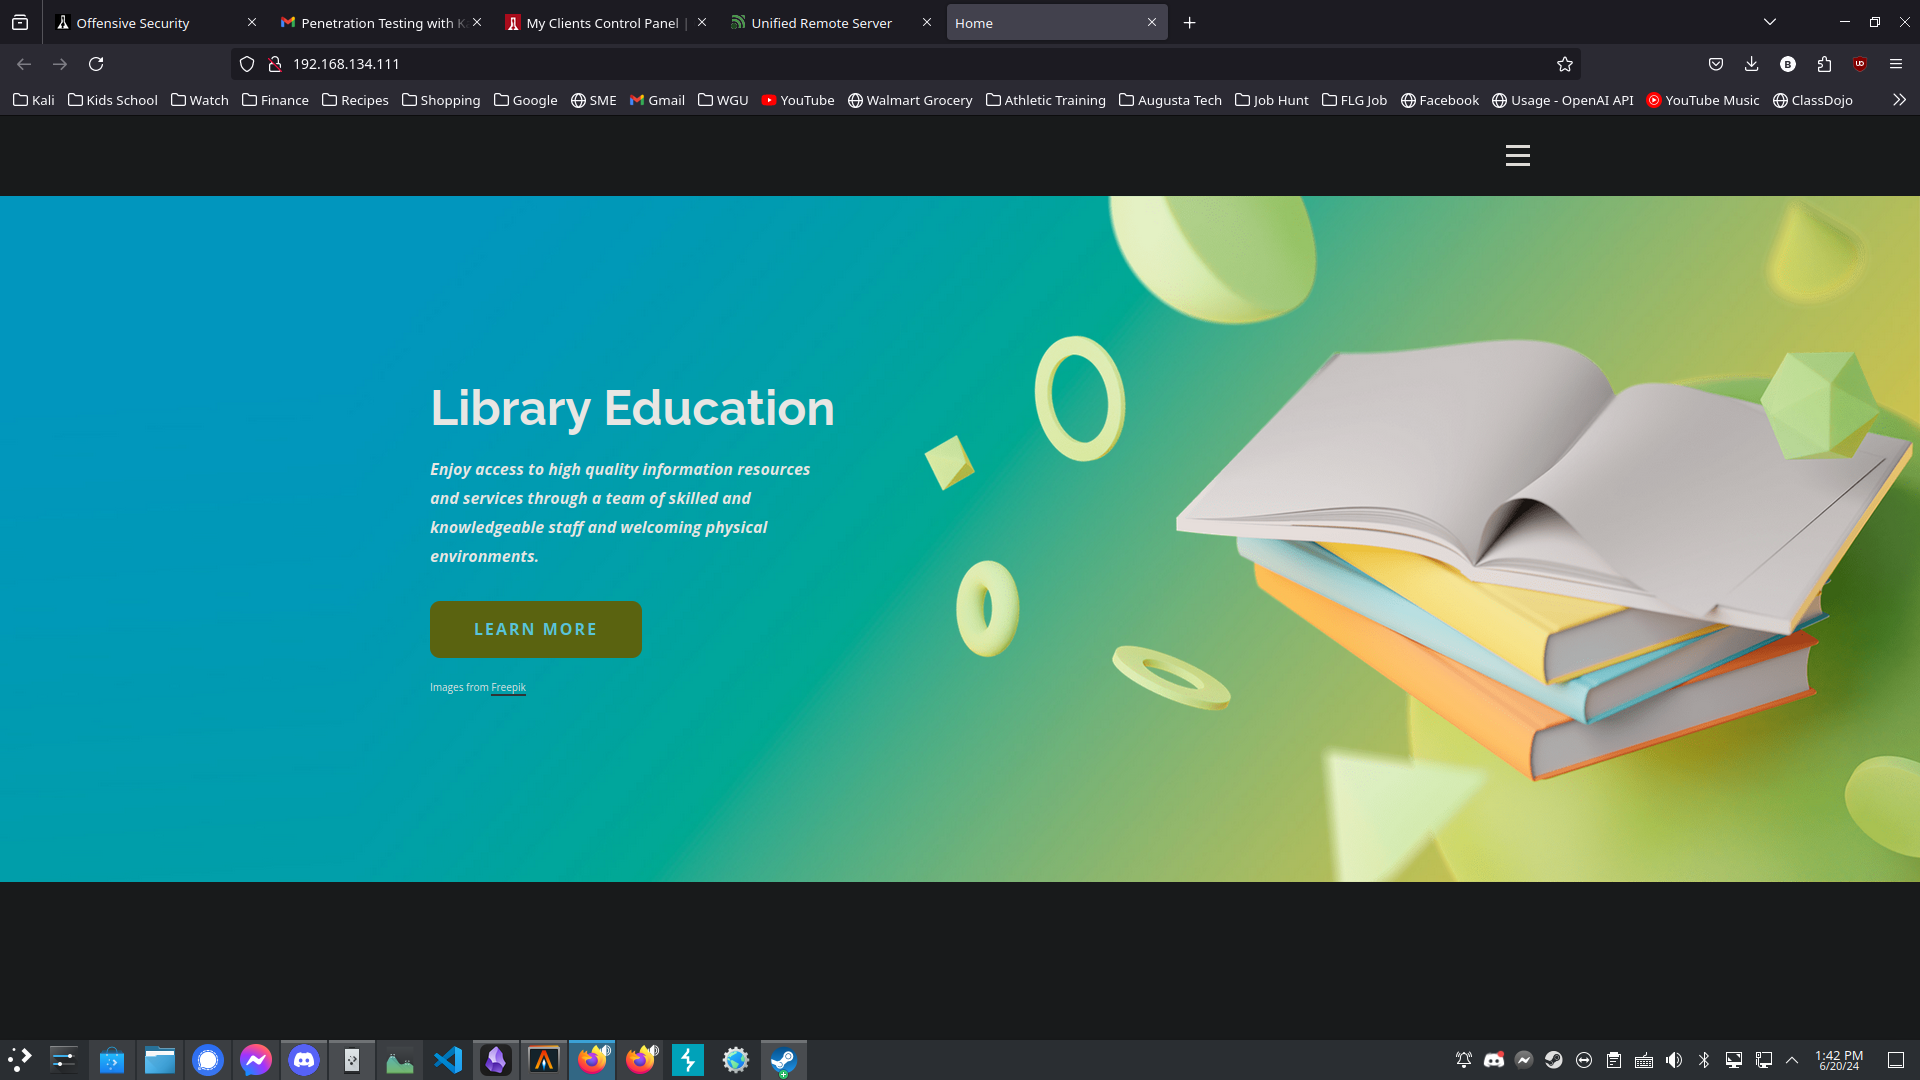 Offensive Security
Penetration Testing with K
My Clients Control Panel |
Unified Remote Server
Home
192.168.134.111
Kali
Kids School
Watch
Finance
Recipes
Shopping
Google
SME
Gmail
WGU
YouTube
Walmart Grocery
Athletic Training
Augusta Tech
Job Hunt
FLG Job
Facebook
Usage - OpenAI API
YouTube Music
ClassDojo
Library Education
Enjoy access to high quality information resources
and services through a team of skilled and
knowledgeable staff and welcoming physical
environments.
LEARN MORE
Images from Freepik
1:42 PM
6/20/24